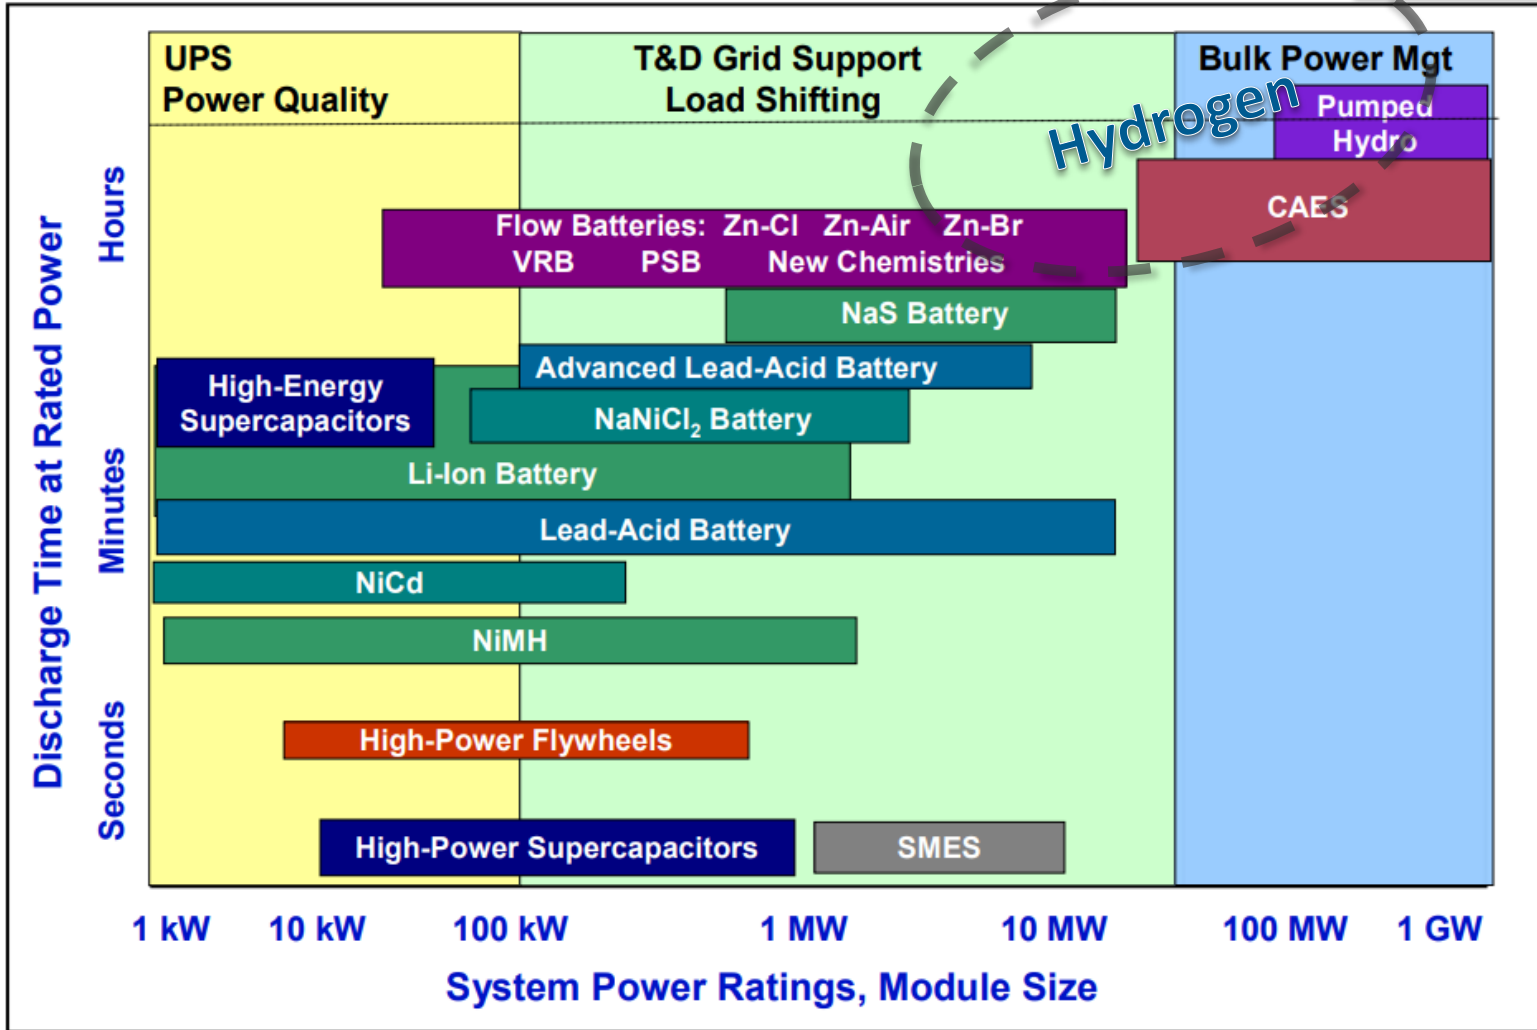 UPS
Power Quality
T&D Grid Support
Load Shifting
Bulk Power Mgt
Hydrogen
Pumped
Hydro
CAES
Flow Batteries: Zn-Cl Zn-Air Zn-Br
VRB PSB New Chemistries
NaS Battery
Advanced Lead-Acid Battery
High-Energy
Supercapacitors
NaNiCl₂ Battery
Li-Ion Battery
Lead-Acid Battery
NiCd
NiMH
High-Power Flywheels
High-Power Supercapacitors
SMES
Discharge Time at Rated Power
Hours
Minutes
Seconds
1 kW 10 kW 100 kW 1 MW 10 MW 100 MW 1 GW
System Power Ratings, Module Size